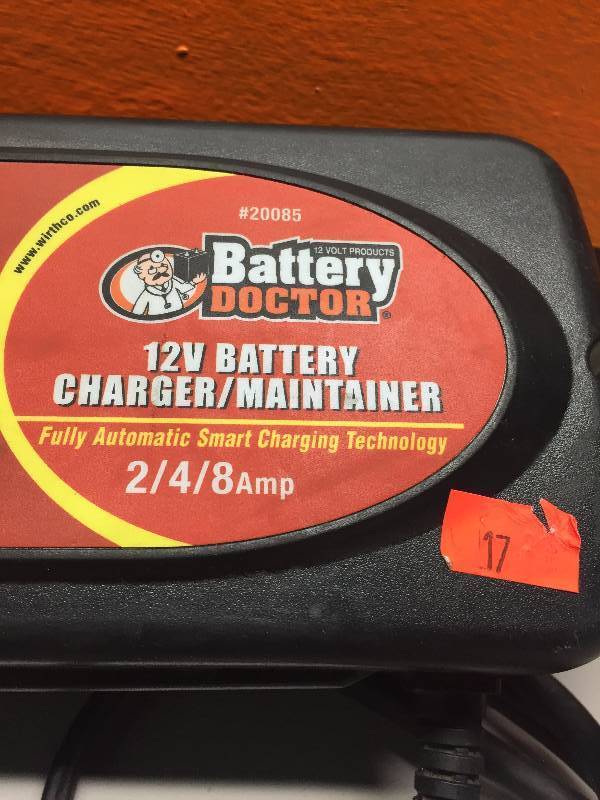 www.wirthco.com
#20085
12 VOLT PRODUCTS
Battery
DOCTOR®
12V BATTERY
CHARGER/MAINTAINER
Fully Automatic Smart Charging Technology
2/4/8Amp
17